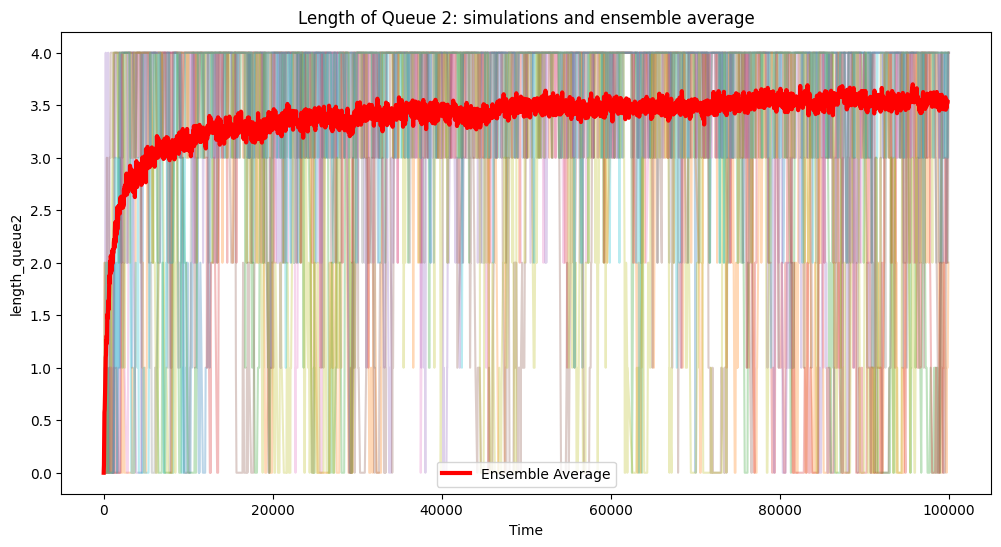 Length of Queue 2: simulations and ensemble average
4.0
3.5
3.0
2.5
2.0
1.5
1.0
0.5
0.0
length_queue2
Ensemble Average
0 20000 40000 60000 80000 100000
Time